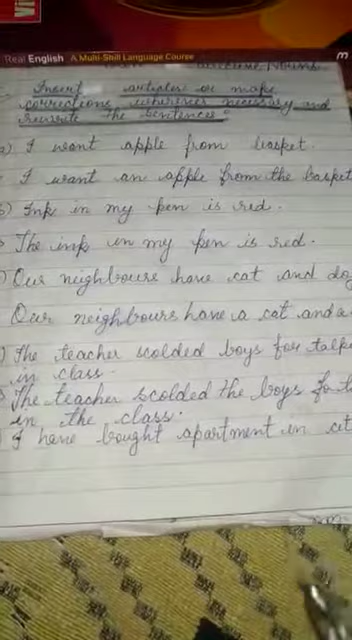 Real English A Multi-Skill Language Course
Insert articles or make
corrections wherever necessary and
rewrite the sentences.
a) I want apple from basket.
I want an apple from the basket
b) Ink in my pen is red.
The ink in my pen is red.
Our neighbours have cat and dog
Our neighbours have a cat and a
The teacher scolded boys for
in class.
The teacher scolded the boys
in the class.
I have bought apartment in